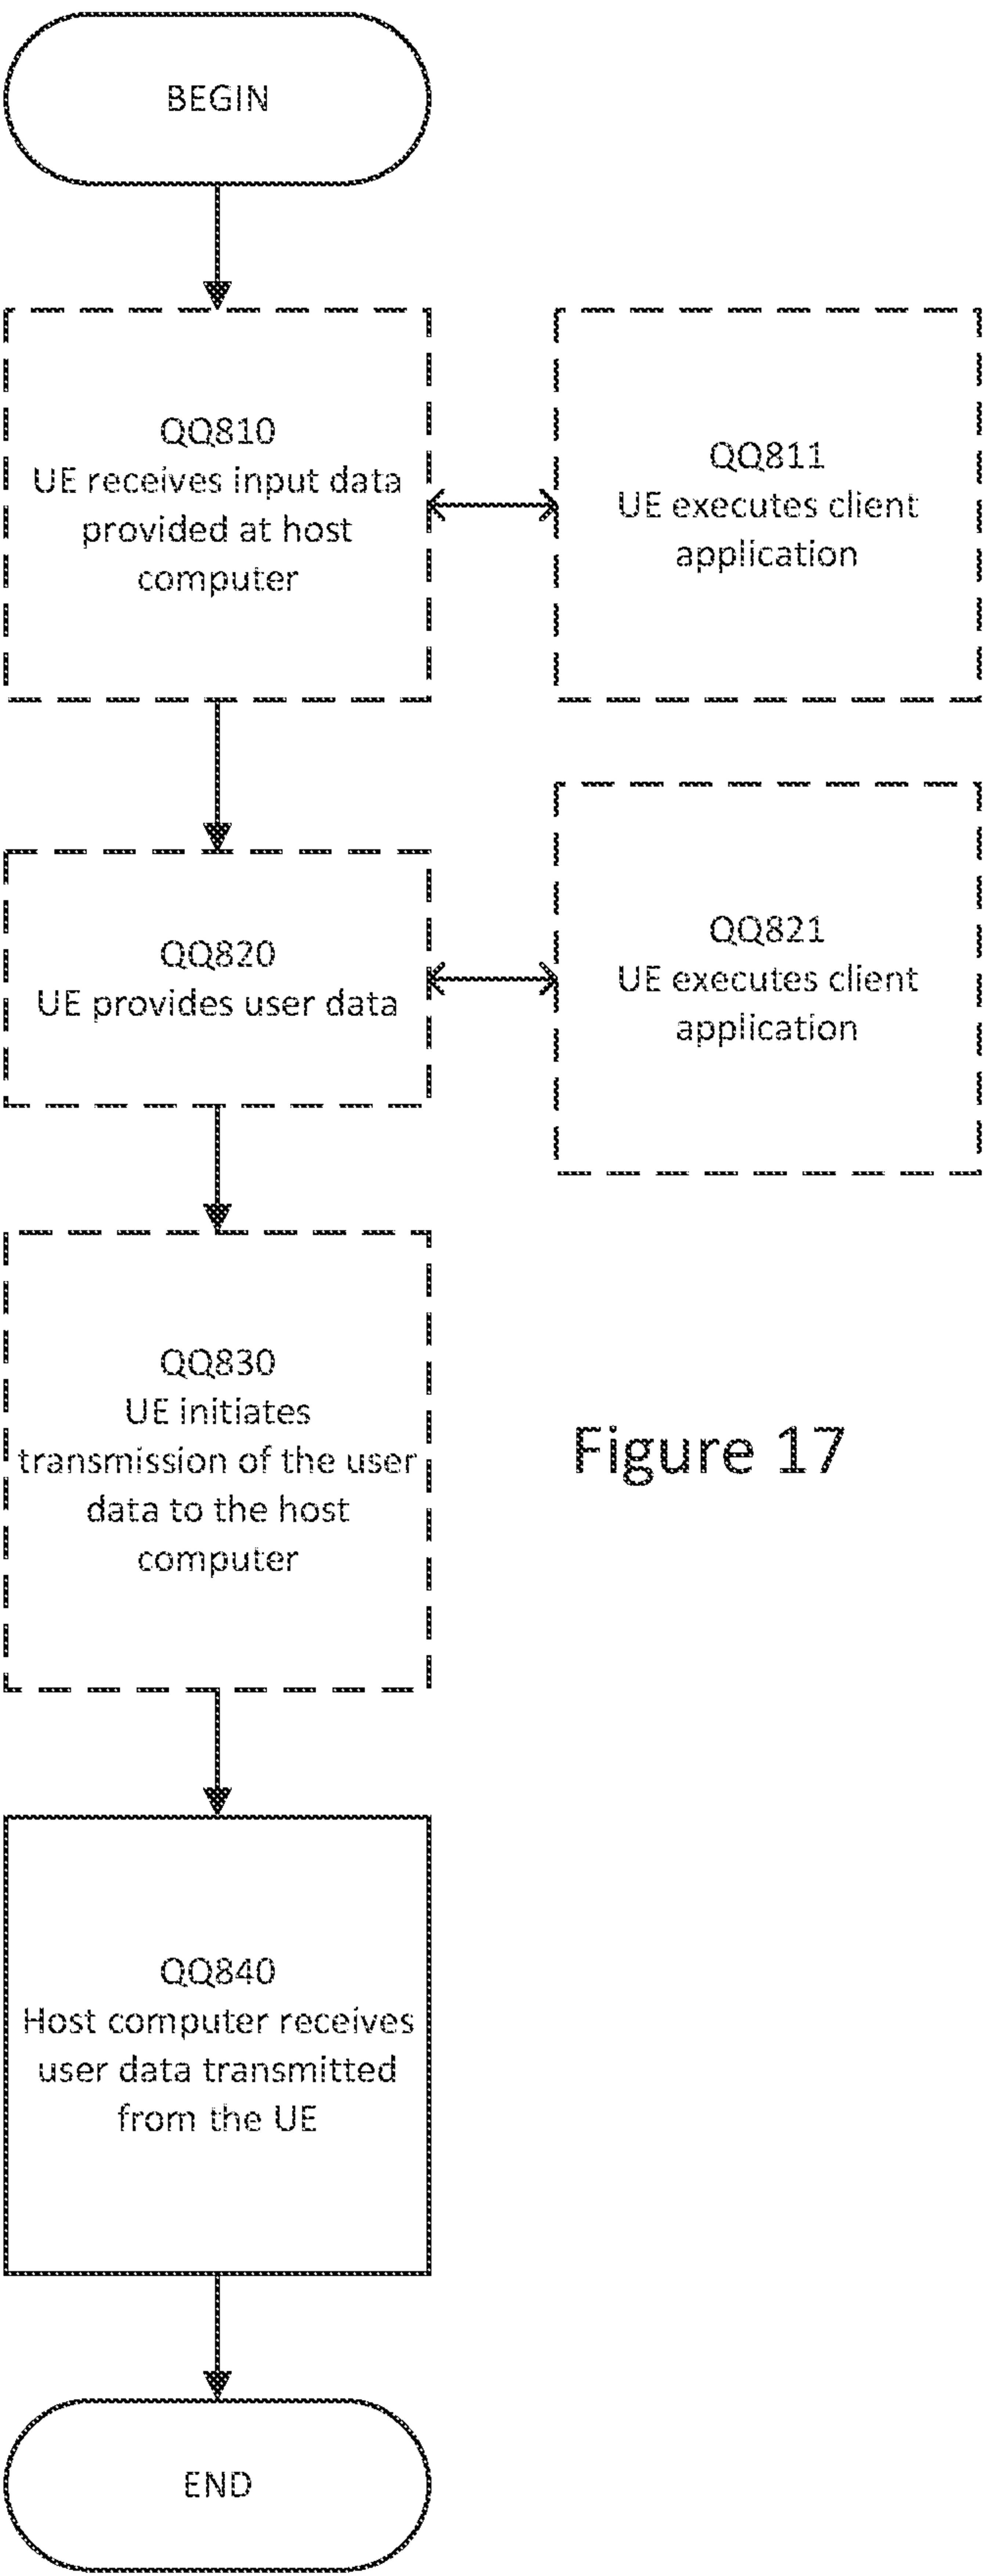 BEGIN
QQ810
UE receives input data
provided at host
computer
QQ811
UE executes client
application
QQ820
UE provides user data
QQ821
UE executes client
application
QQ830
UE initiates
transmission of the user
data to the host
computer
Figure 17
QQ840
Host computer receives
user data transmitted
from the UE
END